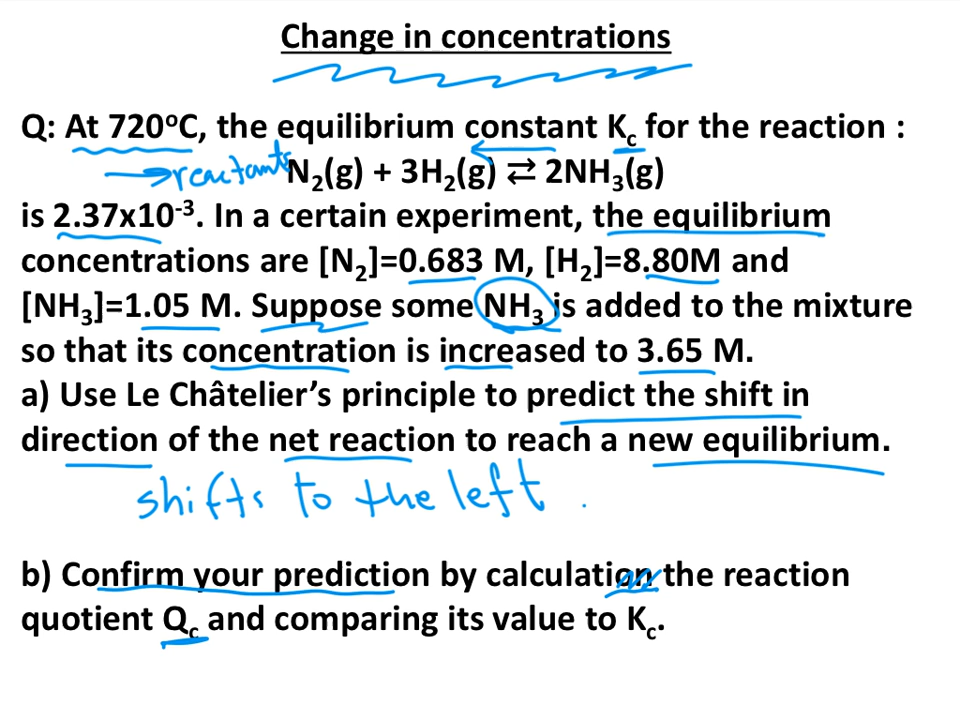 Change in concentrations
Q: At 720°C, the equilibrium constant K꜀ for the reaction :
→reactants N₂(g) + 3H₂(g) ⇄ 2NH₃(g)
is 2.37x10⁻³. In a certain experiment, the equilibrium
concentrations are [N₂]=0.683 M, [H₂]=8.80M and
[NH₃]=1.05 M. Suppose some NH₃ is added to the mixture
so that its concentration is increased to 3.65 M.
a) Use Le Châtelier’s principle to predict the shift in
direction of the net reaction to reach a new equilibrium.
shifts to the left .
b) Confirm your prediction by calculation the reaction
quotient Q꜀ and comparing its value to K꜀.